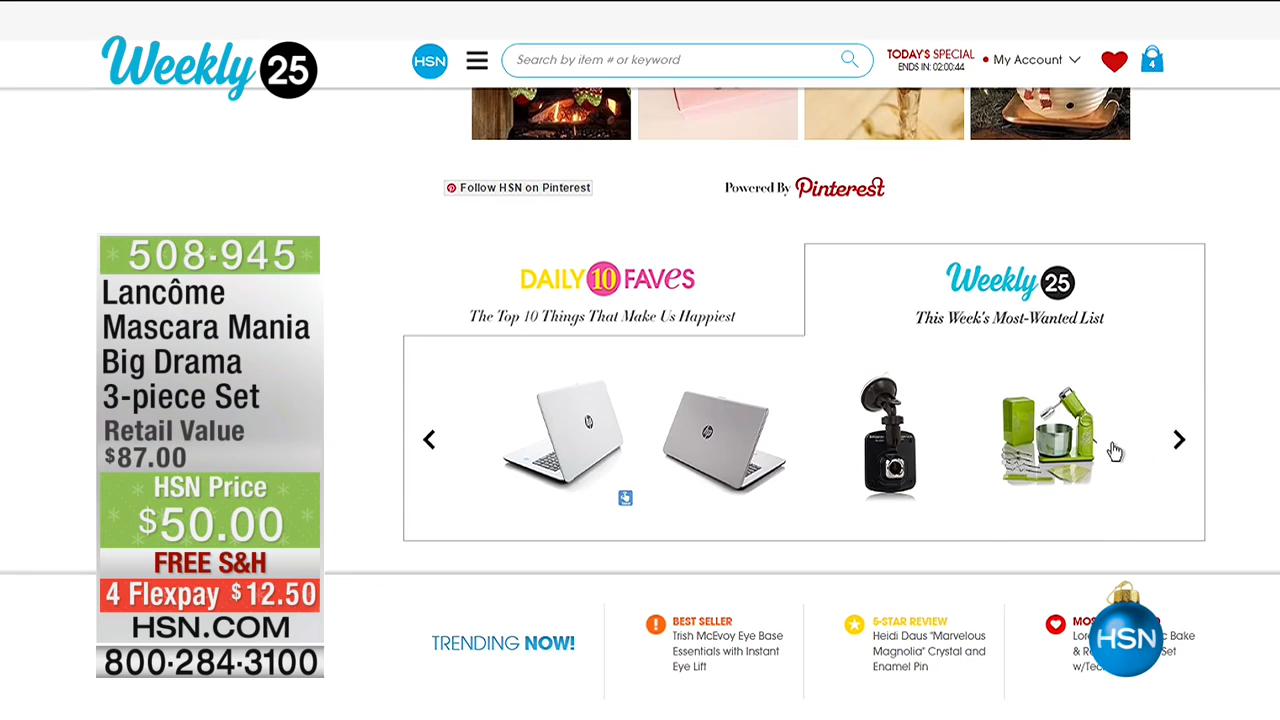 Weekly 25
HSN
Search by item # or keyword
TODAY'S SPECIAL
ENDS IN: 02:00:44
My Account
4
Follow HSN on Pinterest
Powered By Pinterest
508-945
Lancôme
Mascara Mania
Big Drama
3-piece Set
Retail Value
$87.00
HSN Price
$50.00
FREE S&H
4 Flexpay $12.50
HSN.COM
800-284-3100
DAILY 10 FAVES
The Top 10 Things That Make Us Happiest
Weekly 25
This Week's Most-Wanted List
hp
hp
TRENDING NOW!
BEST SELLER
Trish McEvoy Eye Base
Essentials with Instant
Eye Lift
5-STAR REVIEW
Heidi Daus "Marvelous
Magnolia" Crystal and
Enamel Pin
Bake
& Set
HSN